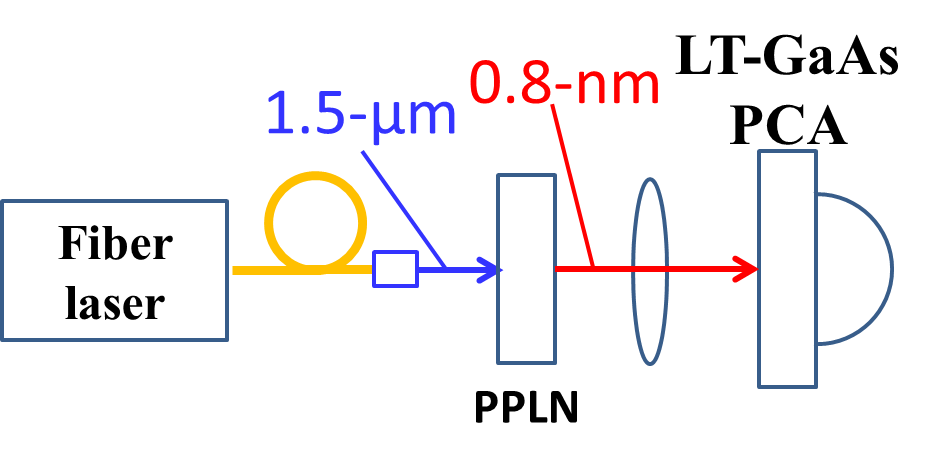 LT-GaAs
PCA
0.8-nm
1.5-μm
Fiber
laser
PPLN